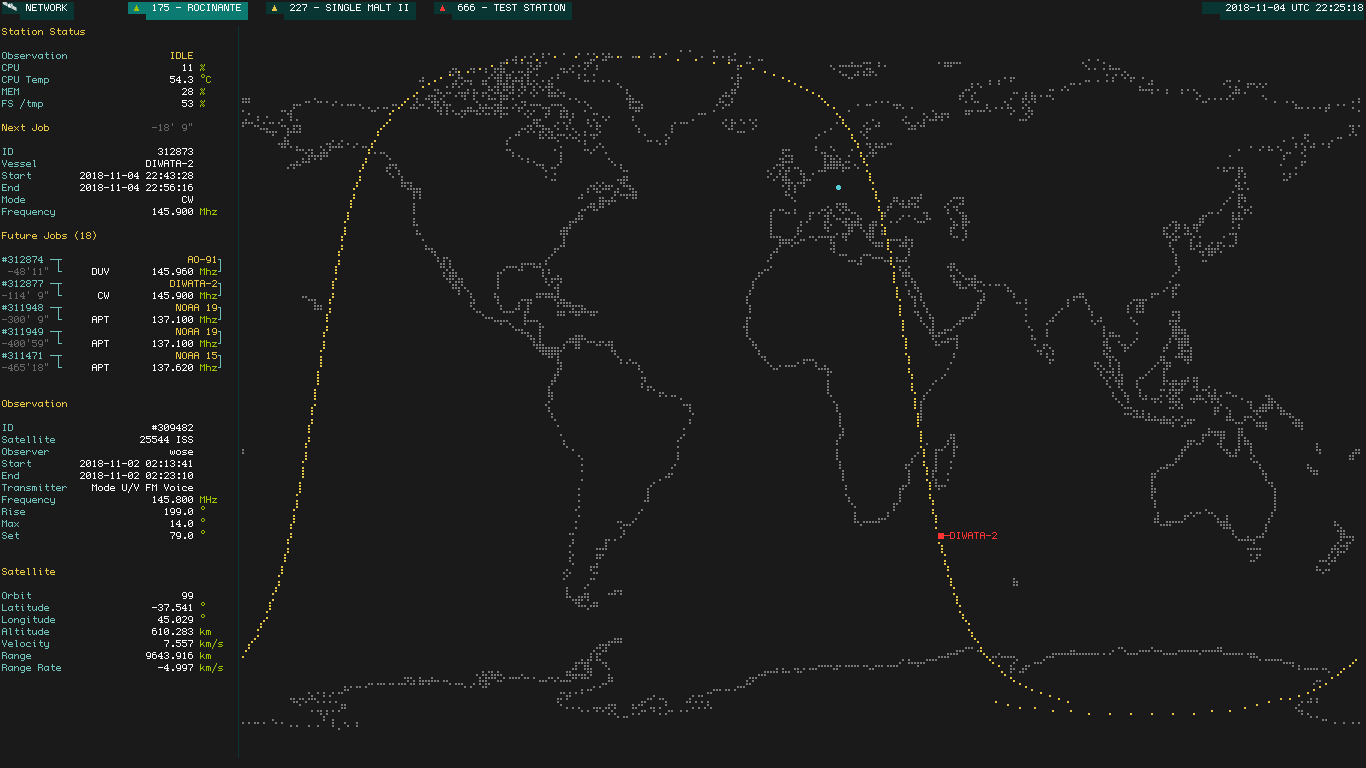 NETWORK ▲ 175 - ROCINANTE ▲ 227 - SINGLE MALT II ▲ 666 - TEST STATION 2018-11-04 UTC 22:25:18
Station Status
Observation IDLE
CPU 11 %
CPU Temp 54.3 °C
MEM 28 %
FS /tmp 53 %
Next Job -18' 9"
ID 312873
Vessel DIWATA-2
Start 2018-11-04 22:43:28
End 2018-11-04 22:56:16
Mode CW
Frequency 145.900 Mhz
Future Jobs (18)
#312874 AO-91
-48'11" DUV 145.960 Mhz
#312877 DIWATA-2
-114' 9" CW 145.900 Mhz
#311948 NOAA 19
-300' 9" APT 137.100 Mhz
#311949 NOAA 19
-400'59" APT 137.100 Mhz
#311471 NOAA 15
-465'18" APT 137.620 Mhz
Observation
ID #309482
Satellite 25544 ISS
Observer wose
Start 2018-11-02 02:13:41
End 2018-11-02 02:23:10
Transmitter Mode U/V FM Voice
Frequency 145.800 MHz
Rise 199.0 °
Max 14.0 °
Set 79.0 °
DIWATA-2
Satellite
Orbit 99
Latitude -37.541 °
Longitude 45.029 °
Altitude 610.283 km
Velocity 7.557 km/s
Range 9643.916 km
Range Rate -4.997 km/s